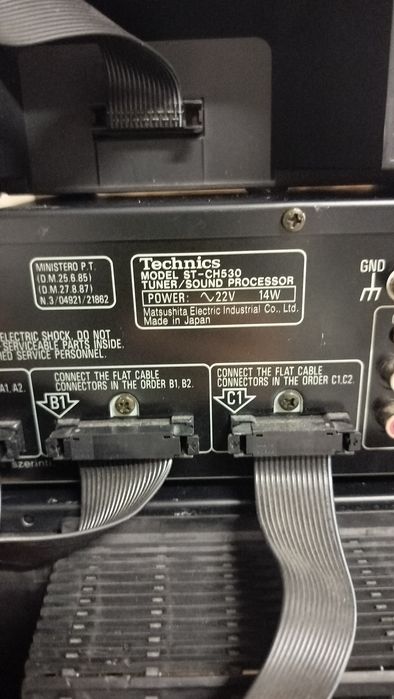 MINISTERO P.T.
(D.M.25.6.85)
(D.M.27.8.87)
N.3/04921/21862
Technics
MODEL ST-CH530
TUNER/SOUND PROCESSOR
POWER: ∿22V 14W
Matsushita Electric Industrial Co., Ltd.
Made in Japan
GND
ELECTRIC SHOCK, DO NOT
SERVICEABLE PARTS INSIDE.
SERVICE PERSONNEL.
A1, A2.
CONNECT THE FLAT CABLE
CONNECTORS IN THE ORDER B1, B2.
B1
CONNECT THE FLAT CABLE
CONNECTORS IN THE ORDER C1,C2.
C1
szerint